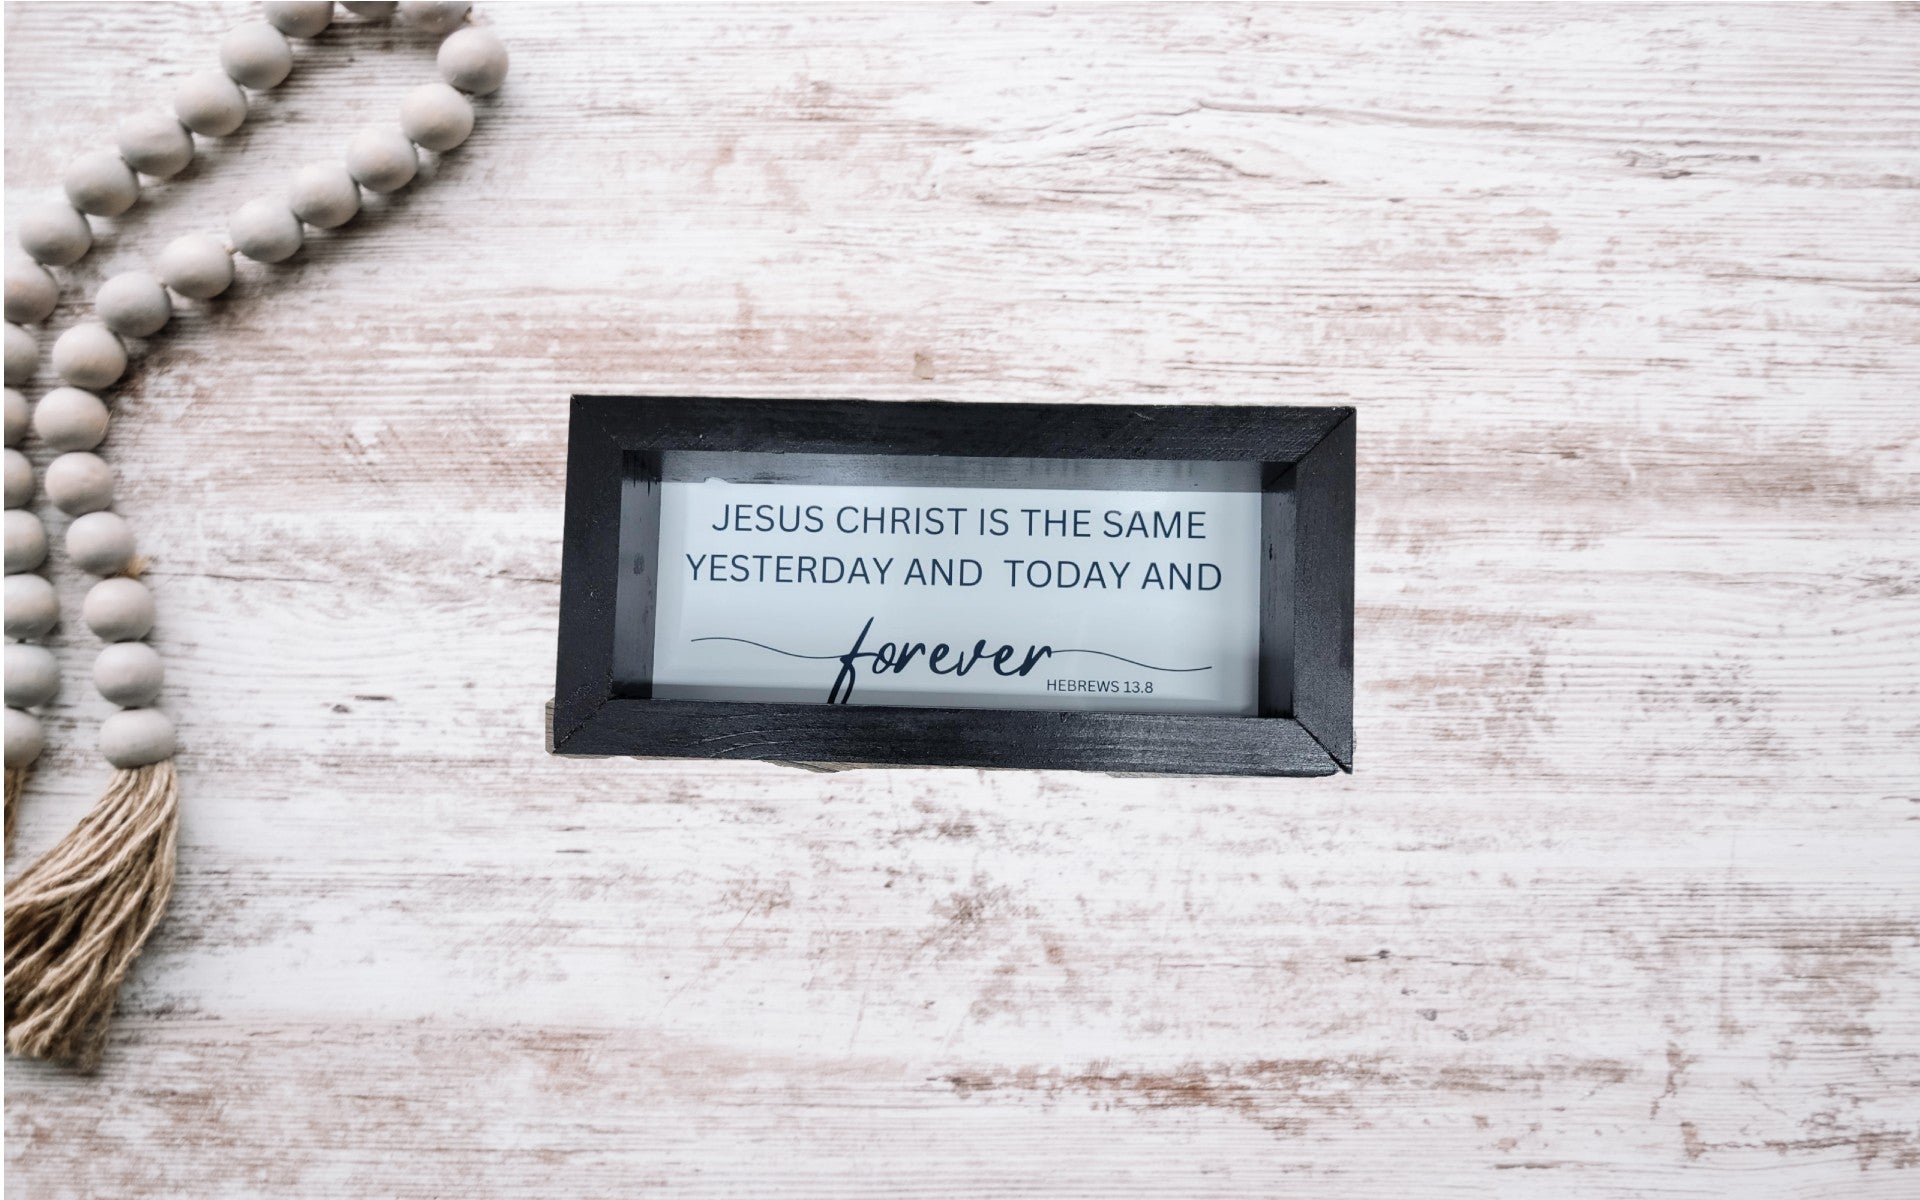 JESUS CHRIST IS THE SAME
YESTERDAY AND TODAY AND
forever
HEBREWS 13.8